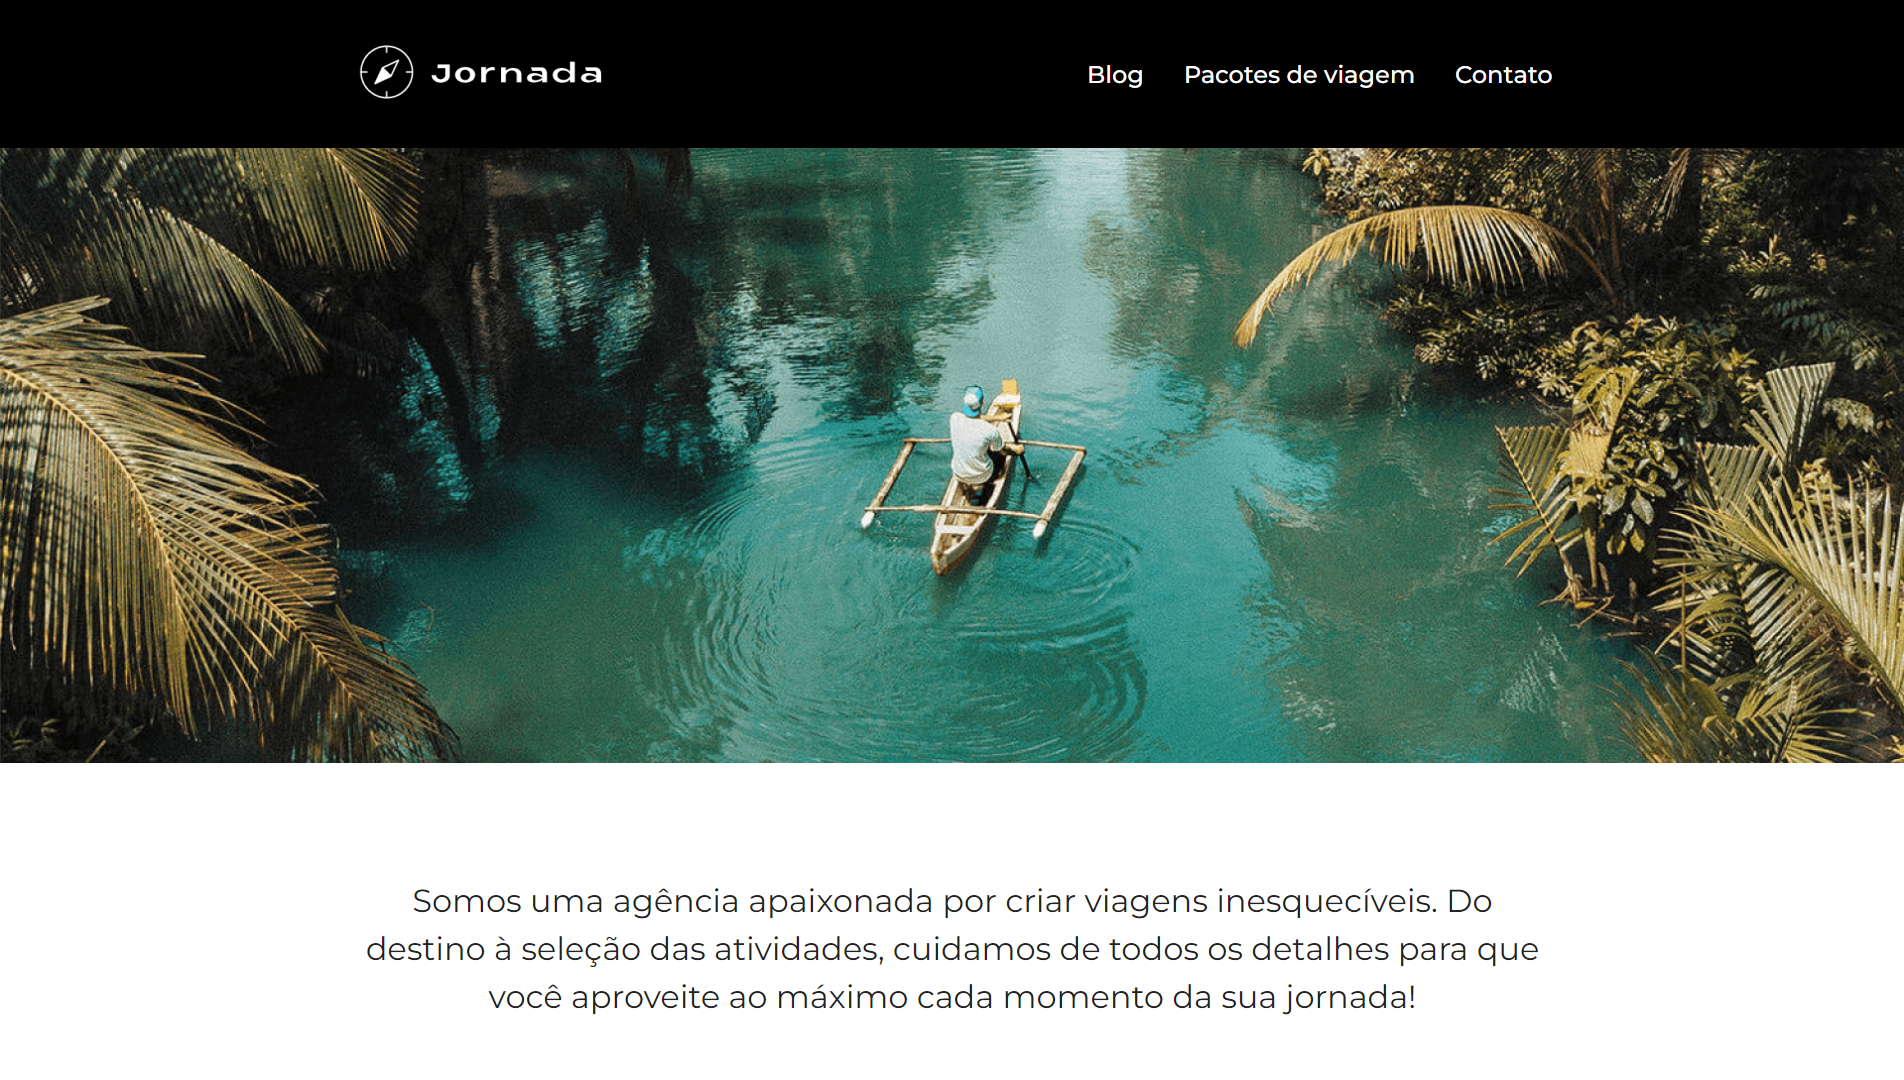 Jornada
Blog
Pacotes de viagem
Contato
Somos uma agência apaixonada por criar viagens inesquecíveis. Do
destino à seleção das atividades, cuidamos de todos os detalhes para que
você aproveite ao máximo cada momento da sua jornada!